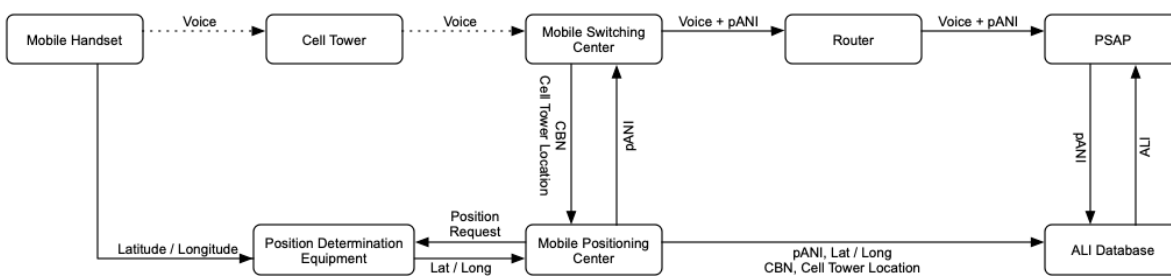 Voice
Voice
Voice + pANI
Voice + pANI
Mobile Handset
Cell Tower
Mobile Switching
Center
Router
PSAP
CBN
Cell Tower Location
pANI
pANI
ALI
Position
Request
Latitude / Longitude
Position Determination
Equipment
Lat / Long
Mobile Positioning
Center
pANI, Lat / Long
CBN, Cell Tower Location
ALI Database